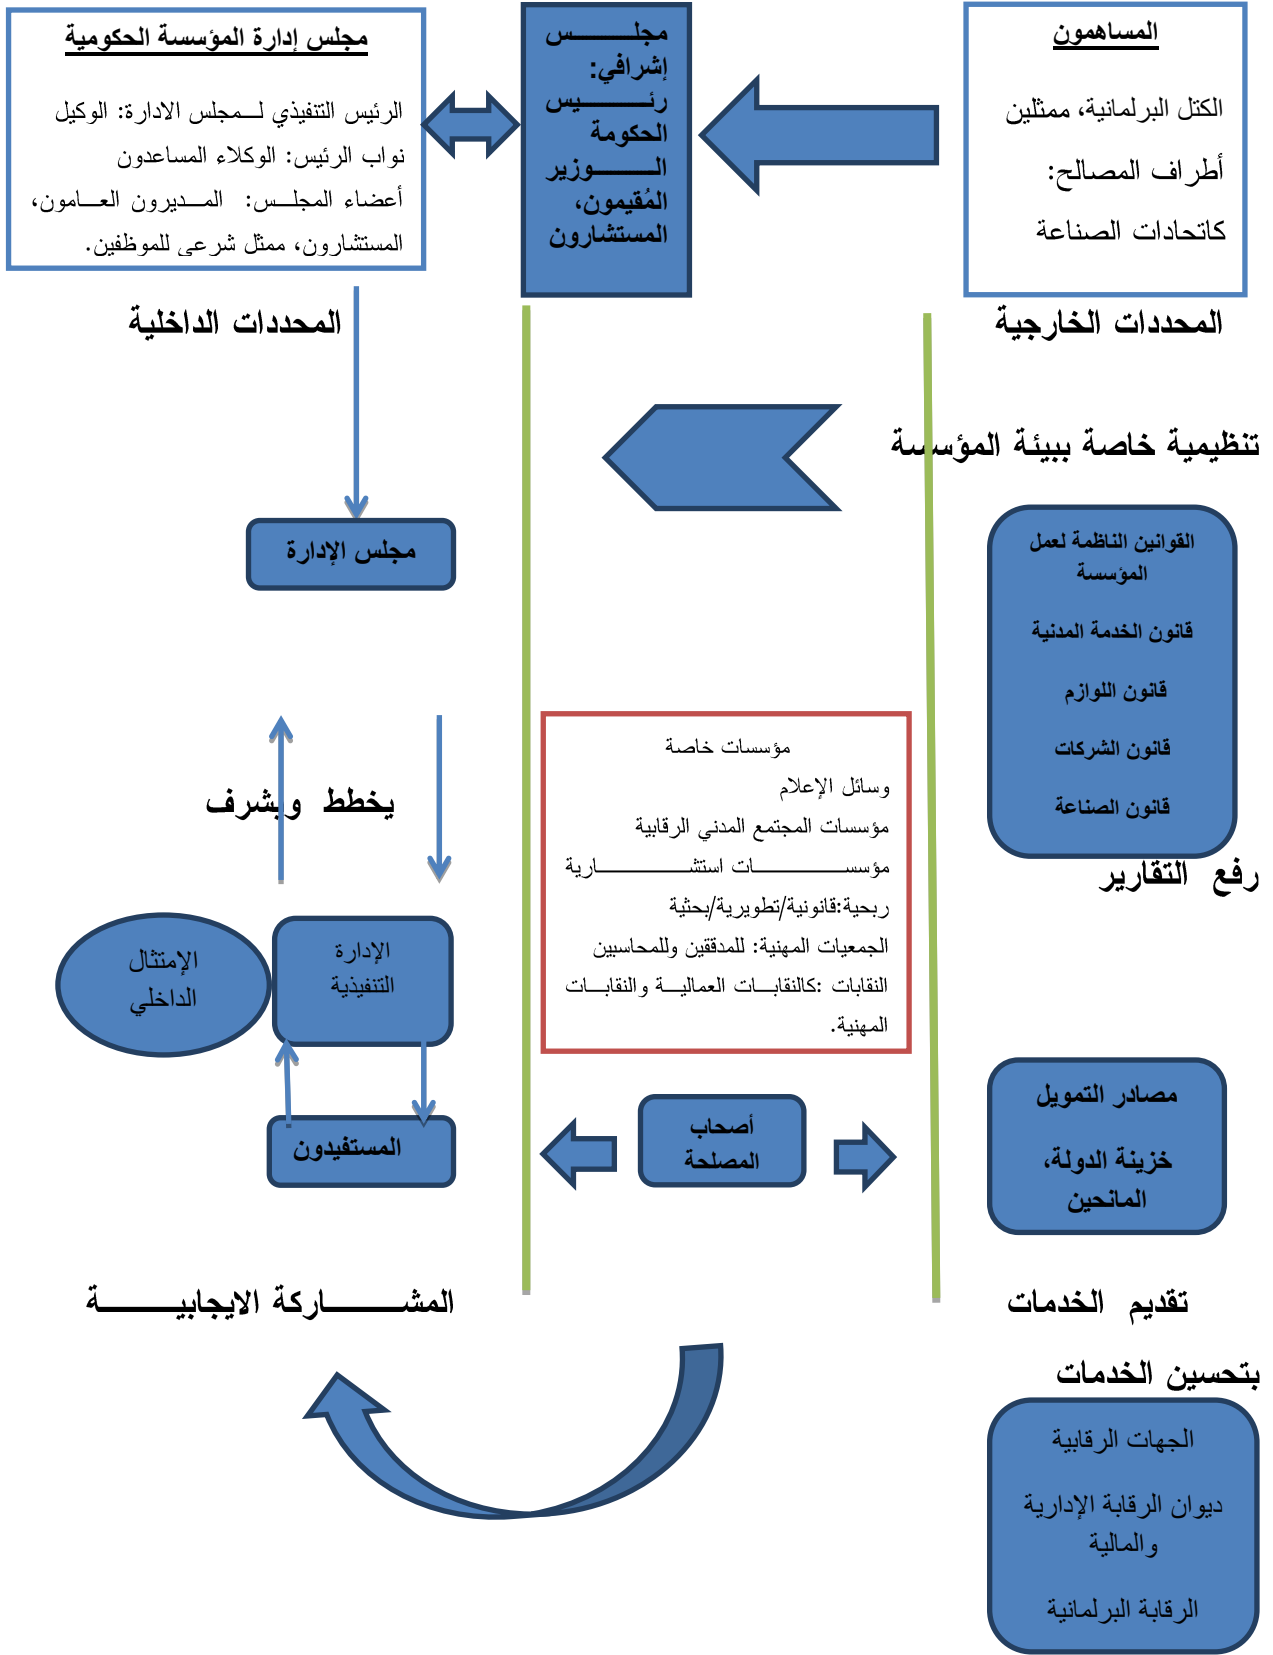 المساهمون
الكتل البرلمانية، ممثلين
أطراف المصالح:
كاتحادات الصناعة
مجلس
إشرافي:
رئيس
الحكومة
الوزير
المُقيمون،
المستشارون
مجلس إدارة المؤسسة الحكومية
الرئيس التنفيذي لمجلس الادارة: الوكيل
نواب الرئيس: الوكلاء المساعدون
أعضاء المجلس: المديرون العامون،
المستشارون، ممثل شرعي للموظفين.
المحددات الخارجية
المحددات الداخلية
تنظيمية خاصة ببيئة المؤسسة
القوانين الناظمة لعمل
المؤسسة
قانون الخدمة المدنية
قانون اللوازم
قانون الشركات
قانون الصناعة
مجلس الإدارة
مؤسسات خاصة
وسائل الإعلام
مؤسسات المجتمع المدني الرقابية
مؤسسات استشارية
ربحية:قانونية/تطويرية/بحثية
الجمعيات المهنية: للمدققين وللمحاسبين
النقابات :كالنقابات العمالية والنقابات
المهنية.
يخطط ويشرف
رفع التقارير
الإدارة
التنفيذية
الإمتثال
الداخلي
مصادر التمويل
خزينة الدولة،
المانحين
أصحاب
المصلحة
المستفيدون
تقديم الخدمات
المشاركة الايجابية
بتحسين الخدمات
الجهات الرقابية
ديوان الرقابة الإدارية
والمالية
الرقابة البرلمانية